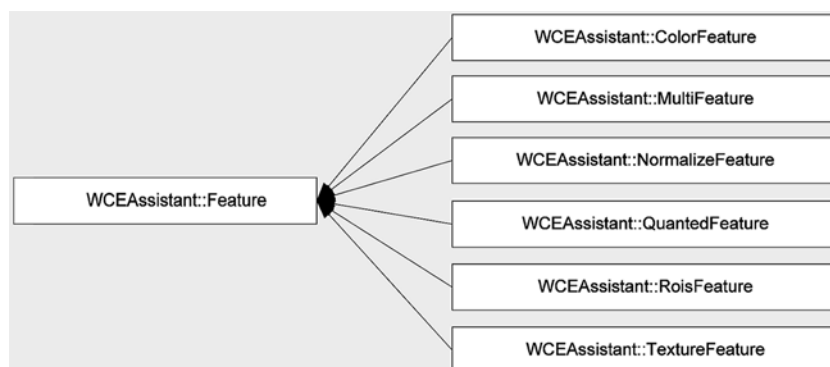 WCEAssistant::ColorFeature
WCEAssistant::MultiFeature
WCEAssistant::NormalizeFeature
WCEAssistant::Feature
WCEAssistant::QuantedFeature
WCEAssistant::RoisFeature
WCEAssistant::TextureFeature